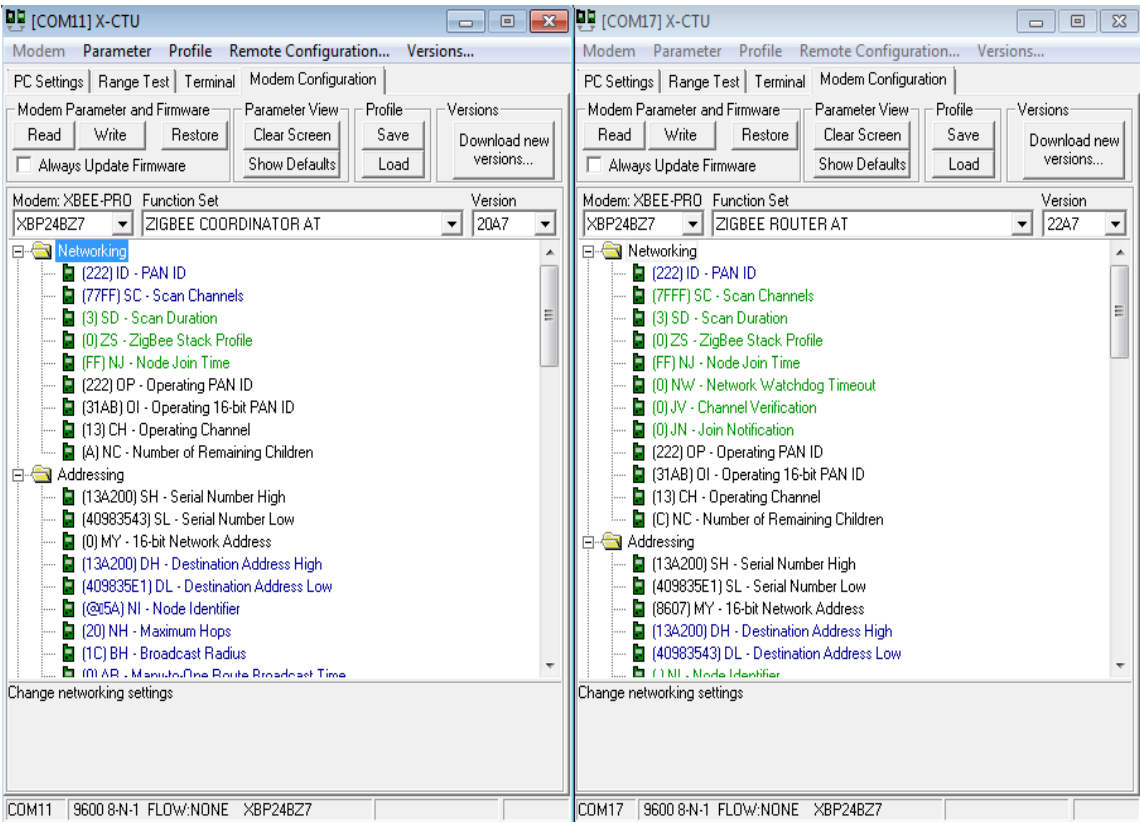 [COM11] X-CTU
Modem Parameter Profile Remote Configuration... Versions...
PC Settings Range Test Terminal Modem Configuration
Modem Parameter and Firmware Parameter View Profile Versions
Read Write Restore Clear Screen Save Download new versions...
Always Update Firmware Show Defaults Load
Modem: XBEE-PRO Function Set Version
XBP24BZ7 ZIGBEE COORDINATOR AT 20A7
Networking
(222) ID - PAN ID
(77FF) SC - Scan Channels
(3) SD - Scan Duration
(0) ZS - ZigBee Stack Profile
(FF) NJ - Node Join Time
(222) OP - Operating PAN ID
(31AB) OI - Operating 16-bit PAN ID
(13) CH - Operating Channel
(A) NC - Number of Remaining Children
Addressing
(13A200) SH - Serial Number High
(40983543) SL - Serial Number Low
(0) MY - 16-bit Network Address
(13A200) DH - Destination Address High
(409835E1) DL - Destination Address Low
NI - Node Identifier
(20) NH - Maximum Hops
(1C) BH - Broadcast Radius
(0) AR - Many-to-One Route Broadcast Time
Change networking settings
COM11 9600 8-N-1 FLOW:NONE XBP24BZ7
[COM17] X-CTU
Modem Parameter Profile Remote Configuration... Versions...
PC Settings Range Test Terminal Modem Configuration
Modem Parameter and Firmware Parameter View Profile Versions
Read Write Restore Clear Screen Save Download new versions...
Always Update Firmware Show Defaults Load
Modem: XBEE-PRO Function Set Version
XBP24BZ7 ZIGBEE ROUTER AT 22A7
Networking
(222) ID - PAN ID
(7FFF) SC - Scan Channels
(3) SD - Scan Duration
(0) ZS - ZigBee Stack Profile
(FF) NJ - Node Join Time
(0) NW - Network Watchdog Timeout
(0) JV - Channel Verification
(0) JN - Join Notification
(222) OP - Operating PAN ID
(31AB) OI - Operating 16-bit PAN ID
(13) CH - Operating Channel
(C) NC - Number of Remaining Children
Addressing
(13A200) SH - Serial Number High
(409835E1) SL - Serial Number Low
(8607) MY - 16-bit Network Address
(13A200) DH - Destination Address High
(40983543) DL - Destination Address Low
( ) NI - Node Identifier
Change networking settings
COM17 9600 8-N-1 FLOW:NONE XBP24BZ7